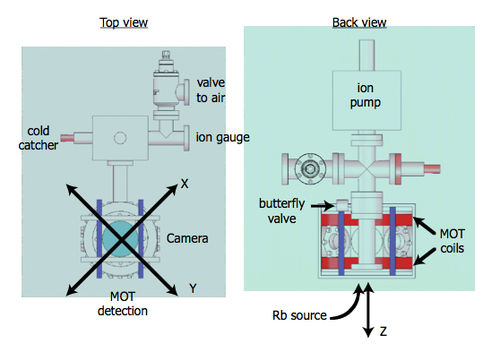 Top view
Back view
valve
to air
ion
pump
cold
catcher
ion gauge
X
butterfly
valve
Camera
MOT
coils
Y
MOT
detection
Rb source
Z